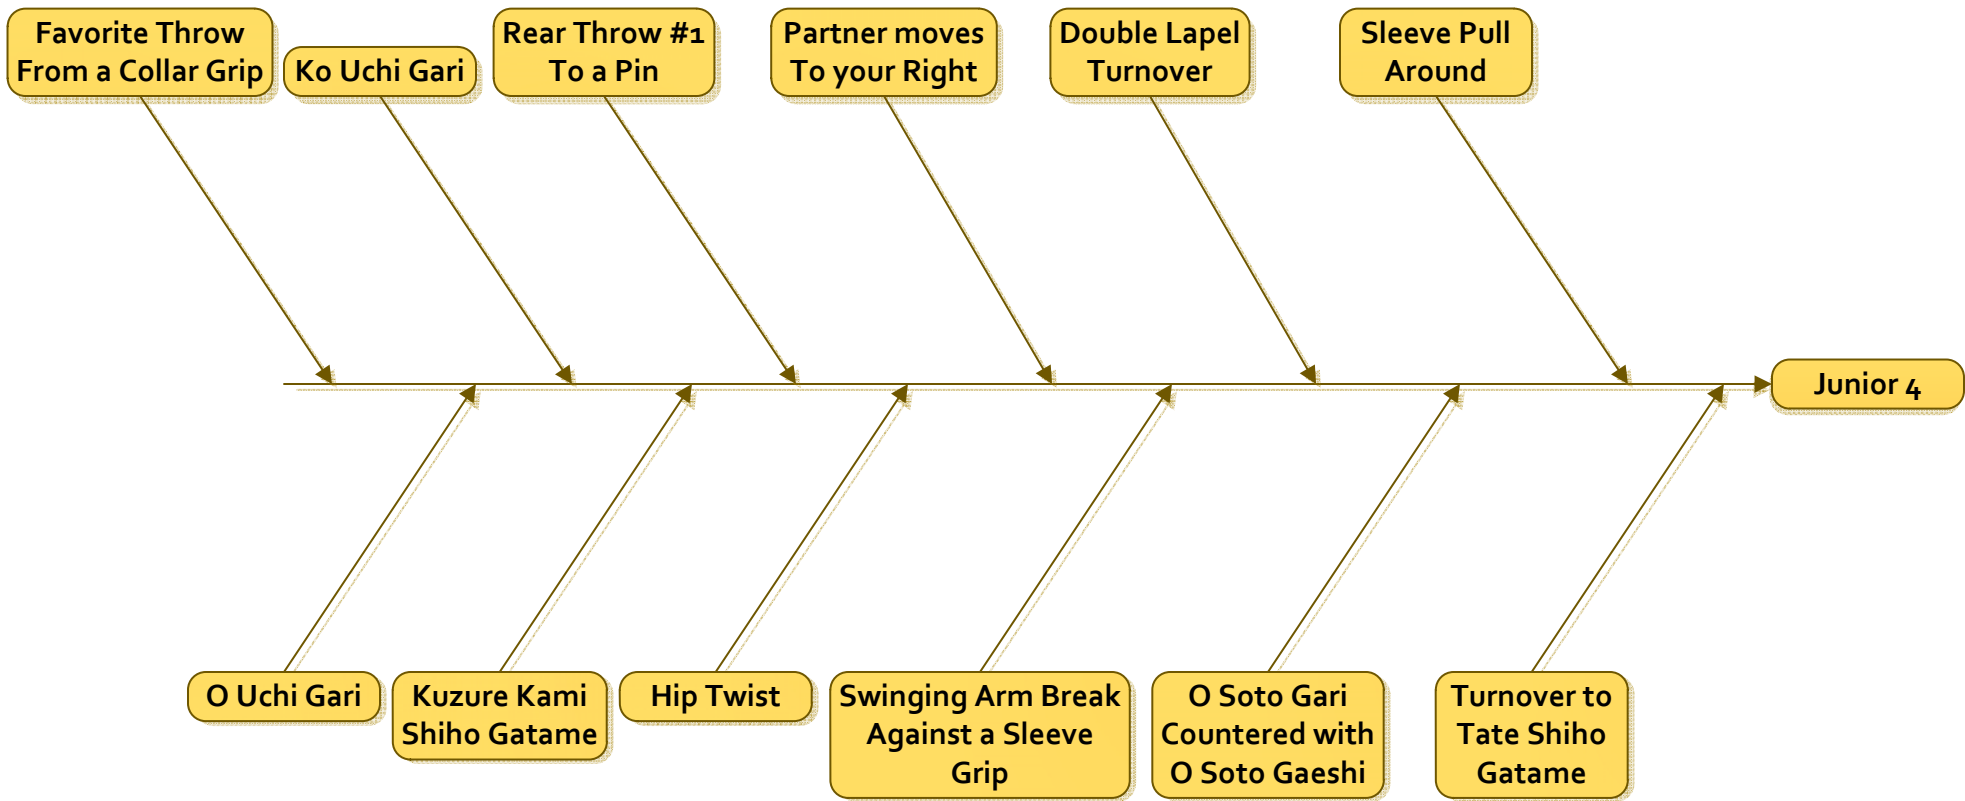 Favorite Throw
From a Collar Grip
Ko Uchi Gari
Rear Throw #1
To a Pin
Partner moves
To your Right
Double Lapel
Turnover
Sleeve Pull
Around
Junior 4
O Uchi Gari
Kuzure Kami
Shiho Gatame
Hip Twist
Swinging Arm Break
Against a Sleeve
Grip
O Soto Gari
Countered with
O Soto Gaeshi
Turnover to
Tate Shiho
Gatame